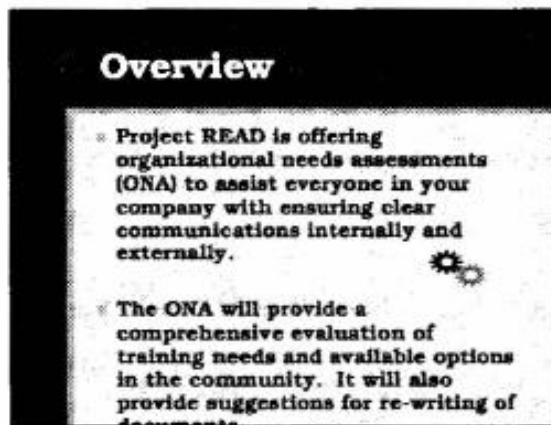 Overview
Project READ is offering
organizational needs assessments
(ONA) to assist everyone in your
company with ensuring clear
communications internally and
externally.
The ONA will provide a
comprehensive evaluation of
training needs and available options
in the community. It will also
provide suggestions for re-writing of
documents.